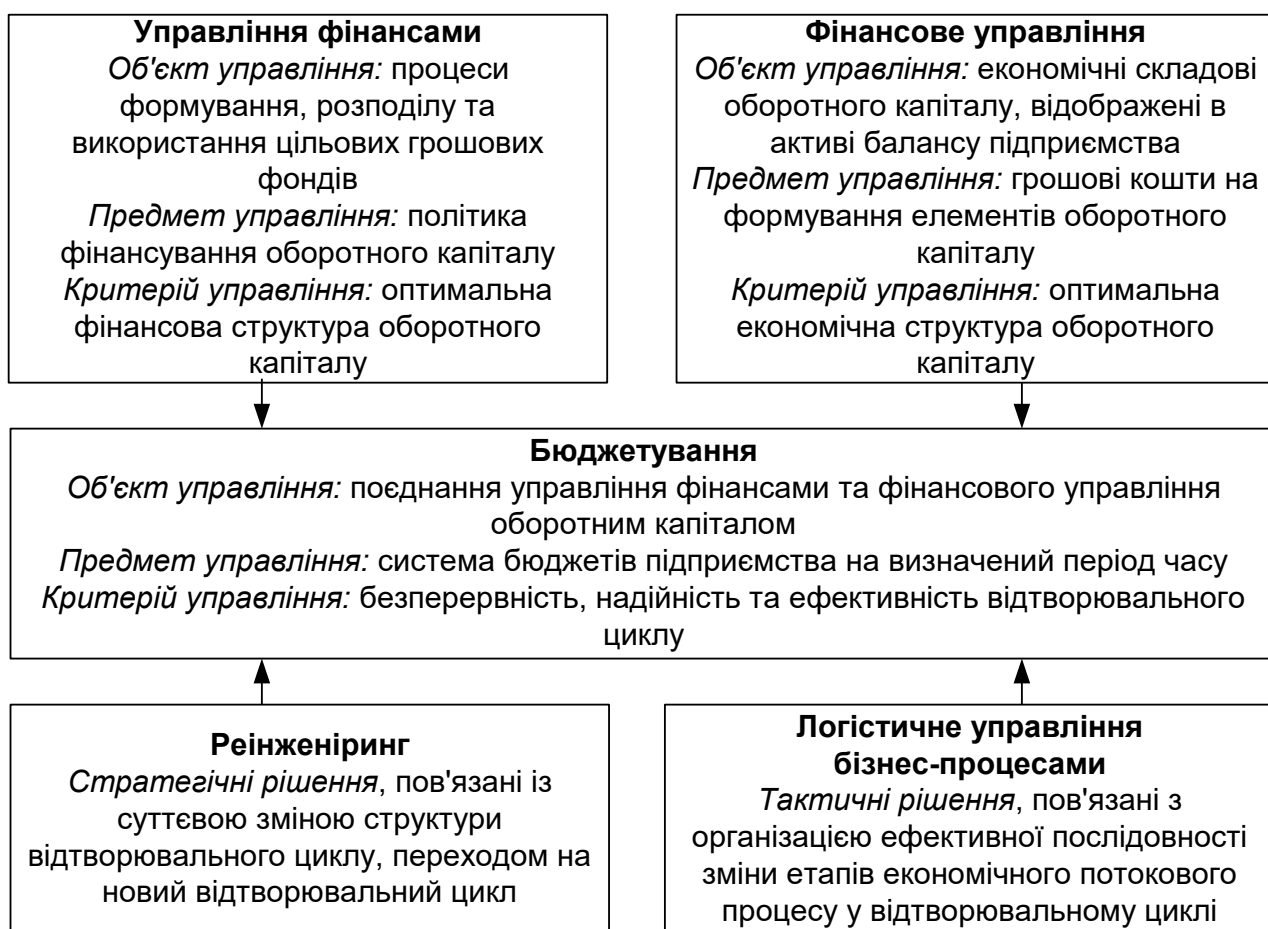 Управління фінансами
Об'єкт управління: процеси
формування, розподілу та
використання цільових грошових
фондів
Предмет управління: політика
фінансування оборотного капіталу
Критерій управління: оптимальна
фінансова структура оборотного
капіталу
Фінансове управління
Об'єкт управління: економічні складові
оборотного капіталу, відображені в
активі балансу підприємства
Предмет управління: грошові кошти на
формування елементів оборотного
капіталу
Критерій управління: оптимальна
економічна структура оборотного
капіталу
Бюджетування
Об'єкт управління: поєднання управління фінансами та фінансового управління
оборотним капіталом
Предмет управління: система бюджетів підприємства на визначений період часу
Критерій управління: безперервність, надійність та ефективність відтворювального
циклу
Реінженіринг
Стратегічні рішення, пов'язані із
суттєвою зміною структури
відтворювального циклу, переходом на
новий відтворювальний цикл
Логістичне управління
бізнес-процесами
Тактичні рішення, пов'язані з
організацією ефективної послідовності
зміни етапів економічного потокового
процесу у відтворювальному циклі